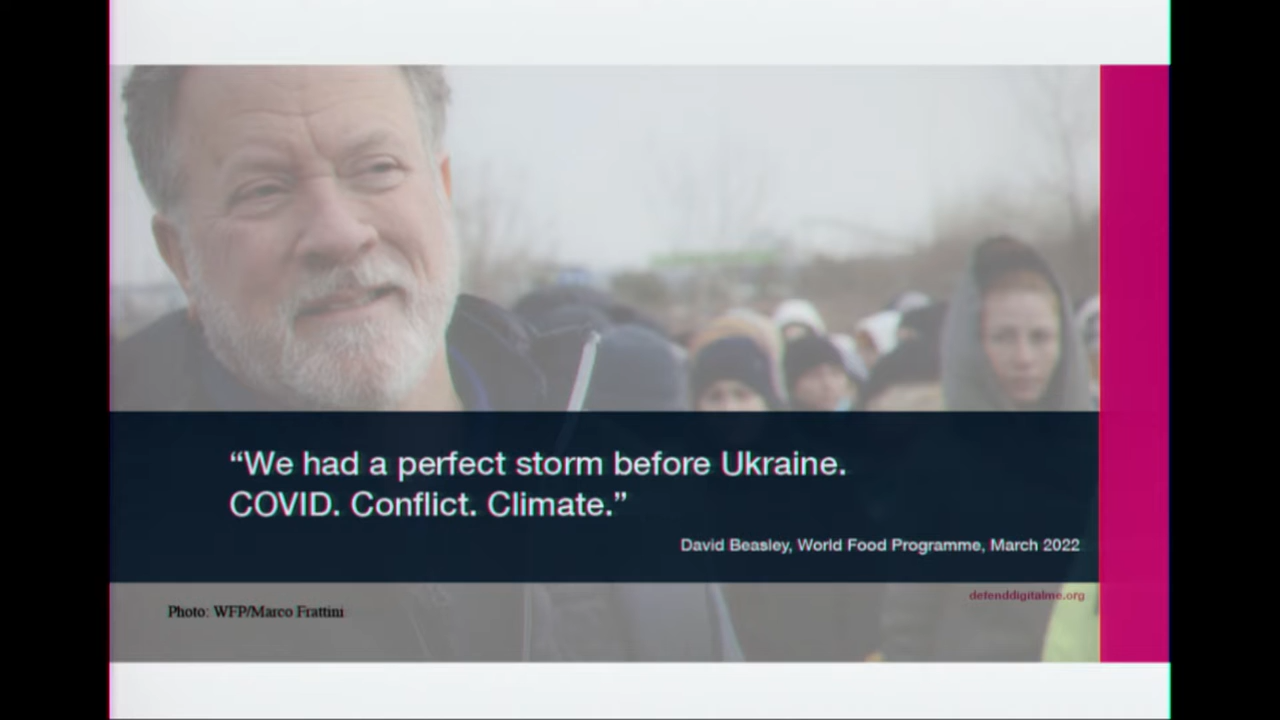 “We had a perfect storm before Ukraine.
COVID. Conflict. Climate.”
David Beasley, World Food Programme, March 2022
defenddigitalme.org
Photo: WFP/Marco Frattini